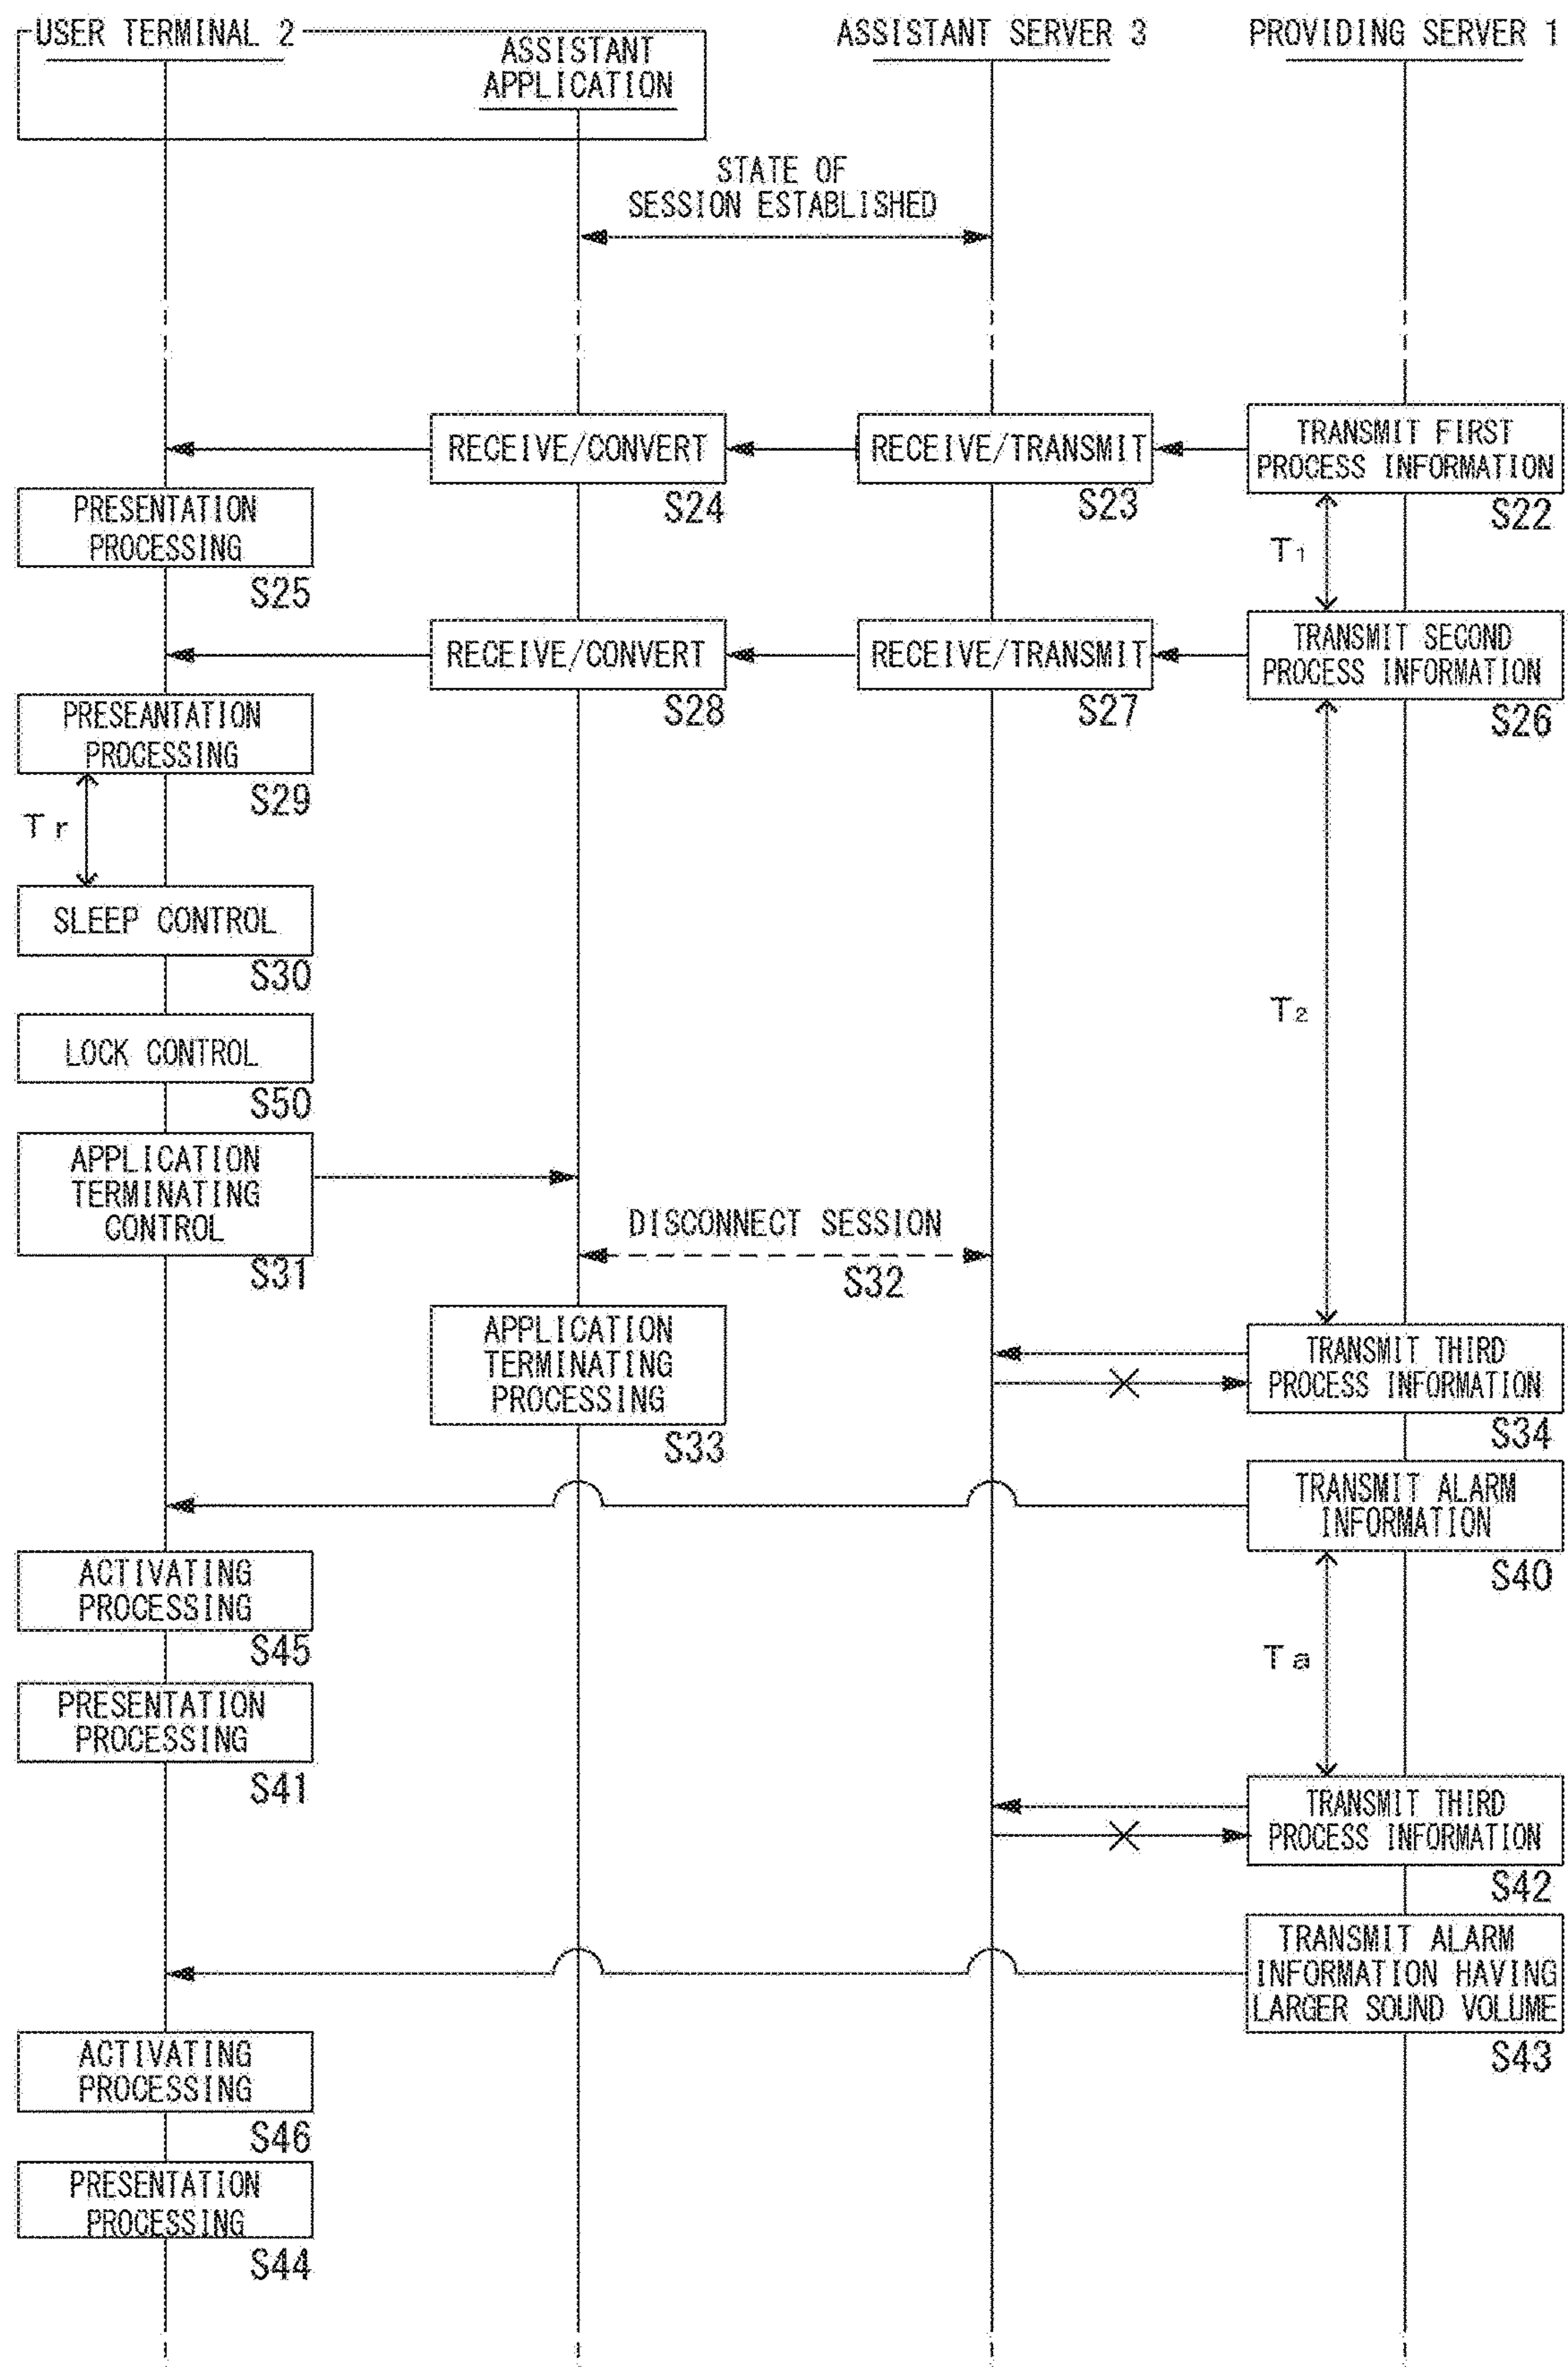 USER TERMINAL 2
ASSISTANT
APPLICATION
ASSISTANT SERVER 3
PROVIDING SERVER 1
STATE OF
SESSION ESTABLISHED
RECEIVE/CONVERT
S24
RECEIVE/TRANSMIT
S23
TRANSMIT FIRST
PROCESS INFORMATION
S22
PRESENTATION
PROCESSING
S25
T1
RECEIVE/CONVERT
S28
RECEIVE/TRANSMIT
S27
TRANSMIT SECOND
PROCESS INFORMATION
S26
PRESEANTATION
PROCESSING
S29
Tr
SLEEP CONTROL
S30
T2
LOCK CONTROL
S50
APPLICATION
TERMINATING
CONTROL
S31
DISCONNECT SESSION
S32
APPLICATION
TERMINATING
PROCESSING
S33
TRANSMIT THIRD
PROCESS INFORMATION
S34
TRANSMIT ALARM
INFORMATION
S40
ACTIVATING
PROCESSING
S45
Ta
PRESENTATION
PROCESSING
S41
TRANSMIT THIRD
PROCESS INFORMATION
S42
TRANSMIT ALARM
INFORMATION HAVING
LARGER SOUND VOLUME
S43
ACTIVATING
PROCESSING
S46
PRESENTATION
PROCESSING
S44